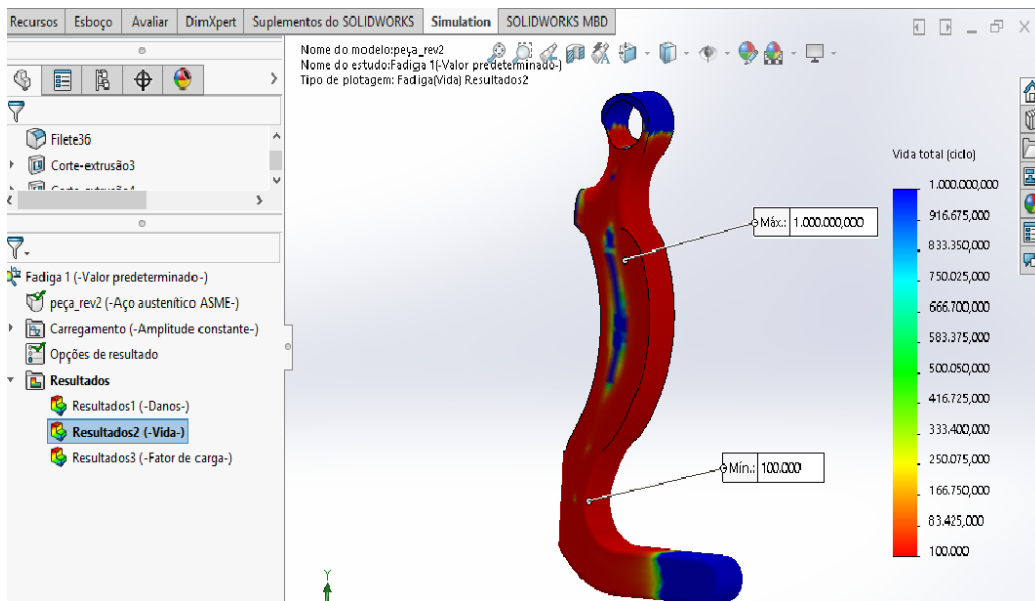 Recursos Esboço Avaliar DimXpert Suplementos do SOLIDWORKS Simulation SOLIDWORKS MBD
Nome do modelo:peça_rev2
Nome do estudo:Fadiga 1(-Valor predeterminado-)
Tipo de plotagem: Fadiga(Vida) Resultados2
Filete36
Corte-extrusão3
Corte-extrusão4
Fadiga 1 (-Valor predeterminado-)
peça_rev2 (-Aço austenítico ASME-)
Carregamento (-Amplitude constante-)
Opções de resultado
Resultados
Resultados1 (-Danos-)
Resultados2 (-Vida-)
Resultados3 (-Fator de carga-)
Máx.: 1.000.000,000
Mín.: 100.000
Vida total (ciclo)
1.000.000,000
916.675,000
833.350,000
750.025,000
666.700,000
583.375,000
500.050,000
416.725,000
333.400,000
250.075,000
166.750,000
83.425,000
100.000
Y